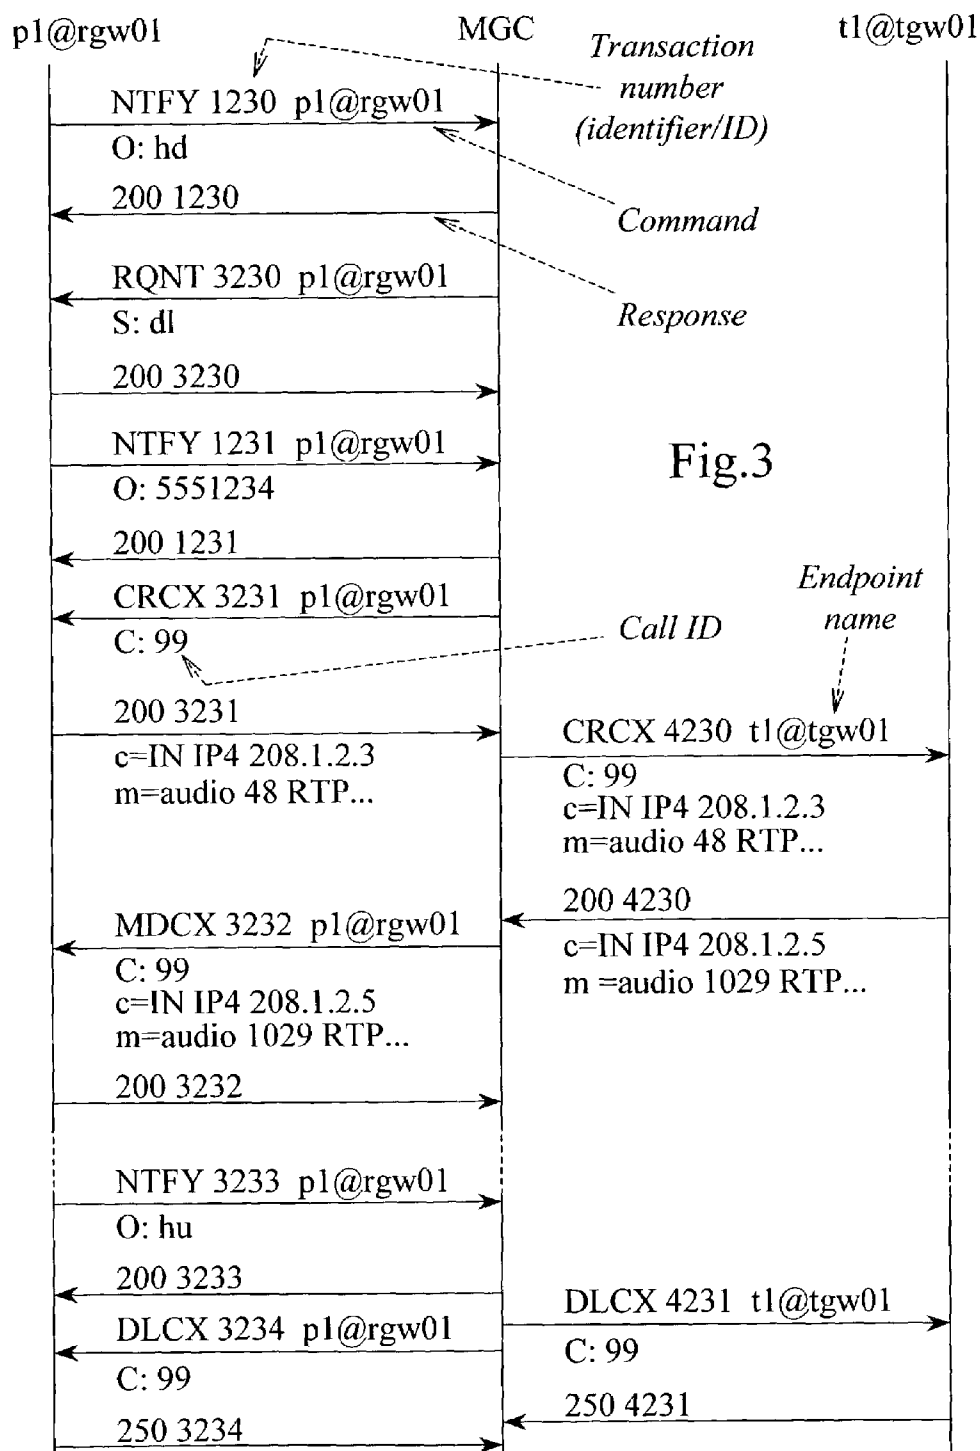 p1@rgw01 MGC t1@tgw01
Transaction
number
(identifier/ID)
NTFY 1230 p1@rgw01
O: hd
200 1230
Command
RQNT 3230 p1@rgw01
S: dl
Response
200 3230
NTFY 1231 p1@rgw01
O: 5551234
Fig.3
200 1231
CRCX 3231 p1@rgw01
C: 99
Call ID
Endpoint
name
200 3231
c=IN IP4 208.1.2.3
m=audio 48 RTP...
CRCX 4230 t1@tgw01
C: 99
c=IN IP4 208.1.2.3
m=audio 48 RTP...
200 4230
c=IN IP4 208.1.2.5
m =audio 1029 RTP...
MDCX 3232 p1@rgw01
C: 99
c=IN IP4 208.1.2.5
m=audio 1029 RTP...
200 3232
NTFY 3233 p1@rgw01
O: hu
200 3233
DLCX 4231 t1@tgw01
C: 99
DLCX 3234 p1@rgw01
C: 99
250 4231
250 3234